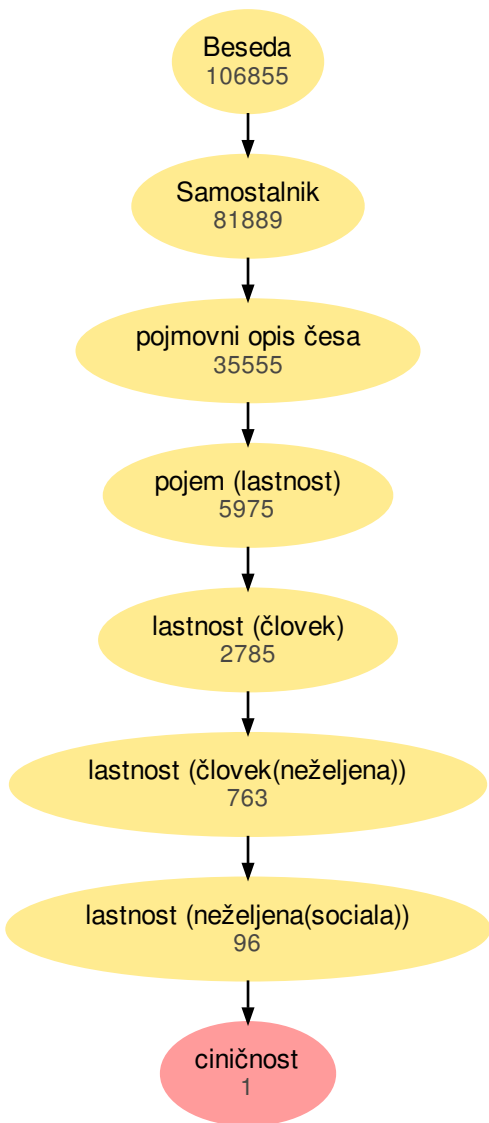 Beseda
106855
Samostalnik
81889
pojmovni opis česa
35555
pojem (lastnost)
5975
lastnost (človek)
2785
lastnost (človek(neželjena))
763
lastnost (neželjena(sociala))
96
ciničnost
1